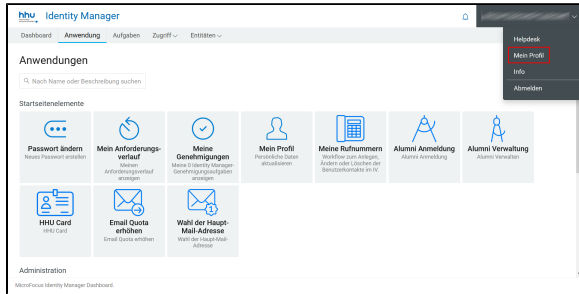 hhu Identity Manager
Dashboard Anwendung Aufgaben Zugriff Entitäten
Helpdesk
Mein Profil
Info
Abmelden
Anwendungen
Nach Name oder Beschreibung suchen
Startseitenelemente
Passwort ändern
Neues Passwort erstellen
Mein Anforderungs-
verlauf
Meinen
Anforderungsverlauf
anzeigen
Meine
Genehmigungen
Meine 0 Identity Manager-
Genehmigungsaufgaben
anzeigen
Mein Profil
Persönliche Daten
aktualisieren
Meine Rufnummern
Workflow zum Anlegen,
Ändern oder Löschen der
Benutzerkontakte im IV.
Alumni Anmeldung
Alumni Anmeldung
Alumni Verwaltung
Alumni Verwalten
HHU Card
HHU Card
Email Quota
erhöhen
Email Quota erhöhen
Wahl der Haupt-
Mail-Adresse
Wahl der Haupt-Mail-
Adresse
Administration
MicroFocus Identity Manager Dashboard.